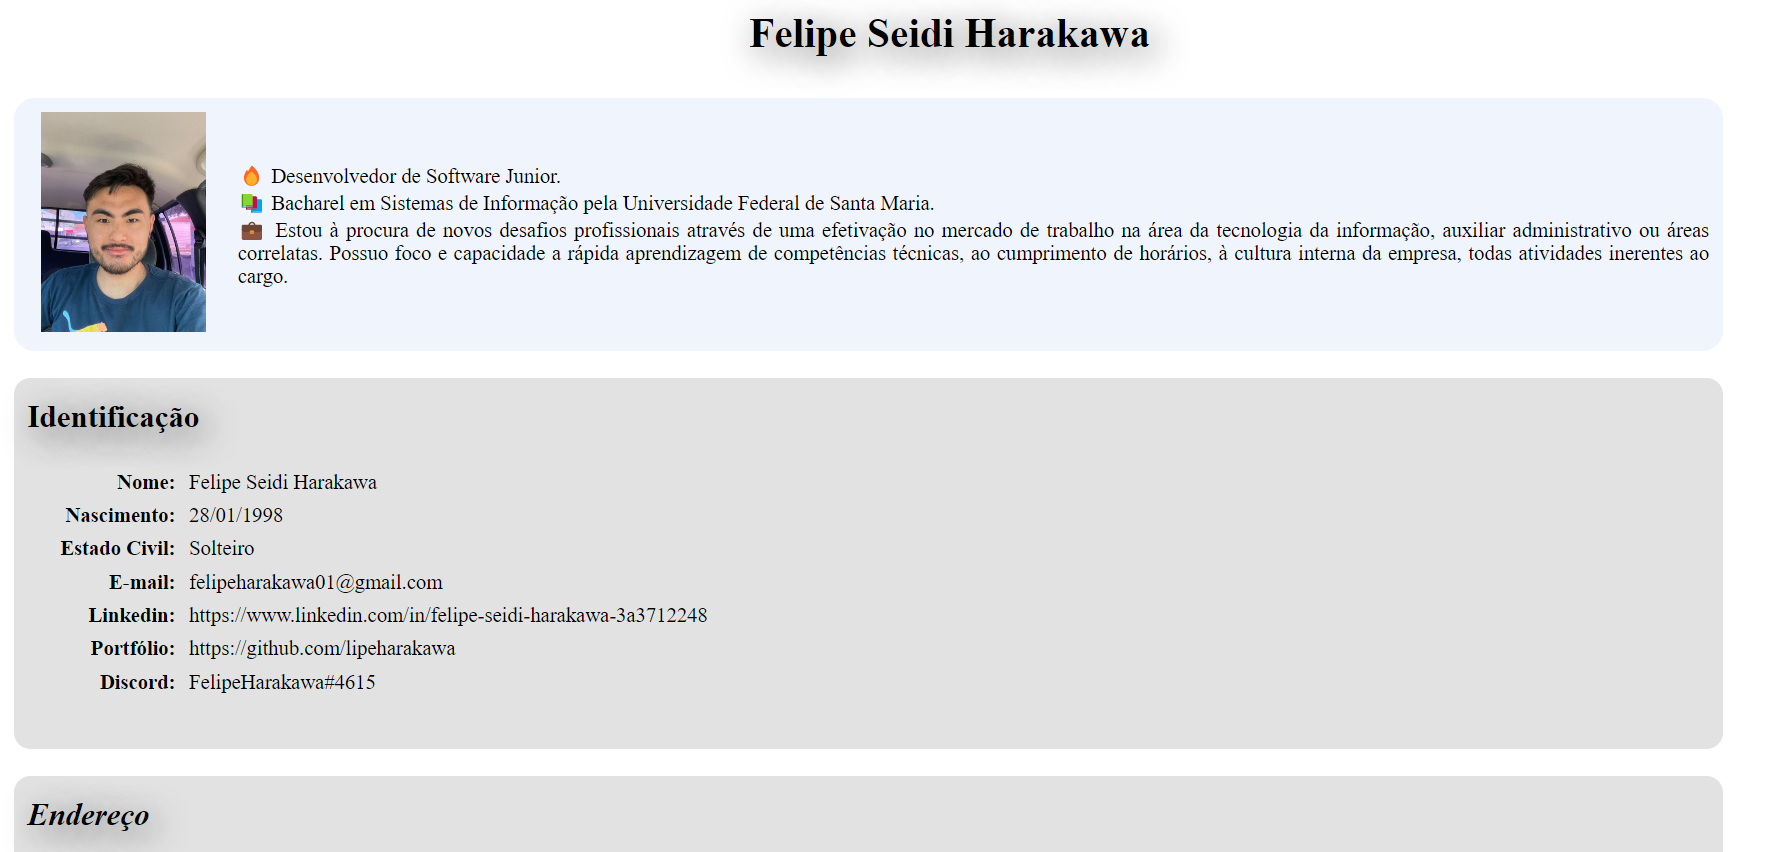 Felipe Seidi Harakawa
🔥 Desenvolvedor de Software Junior.
📚 Bacharel em Sistemas de Informação pela Universidade Federal de Santa Maria.
💼 Estou à procura de novos desafios profissionais através de uma efetivação no mercado de trabalho na área da tecnologia da informação, auxiliar administrativo ou áreas
correlatas. Possuo foco e capacidade a rápida aprendizagem de competências técnicas, ao cumprimento de horários, à cultura interna da empresa, todas atividades inerentes ao
cargo.
Identificação
Nome: Felipe Seidi Harakawa
Nascimento: 28/01/1998
Estado Civil: Solteiro
E-mail: felipeharakawa01@gmail.com
Linkedin: https://www.linkedin.com/in/felipe-seidi-harakawa-3a3712248
Portfólio: https://github.com/lipeharakawa
Discord: FelipeHarakawa#4615
Endereço